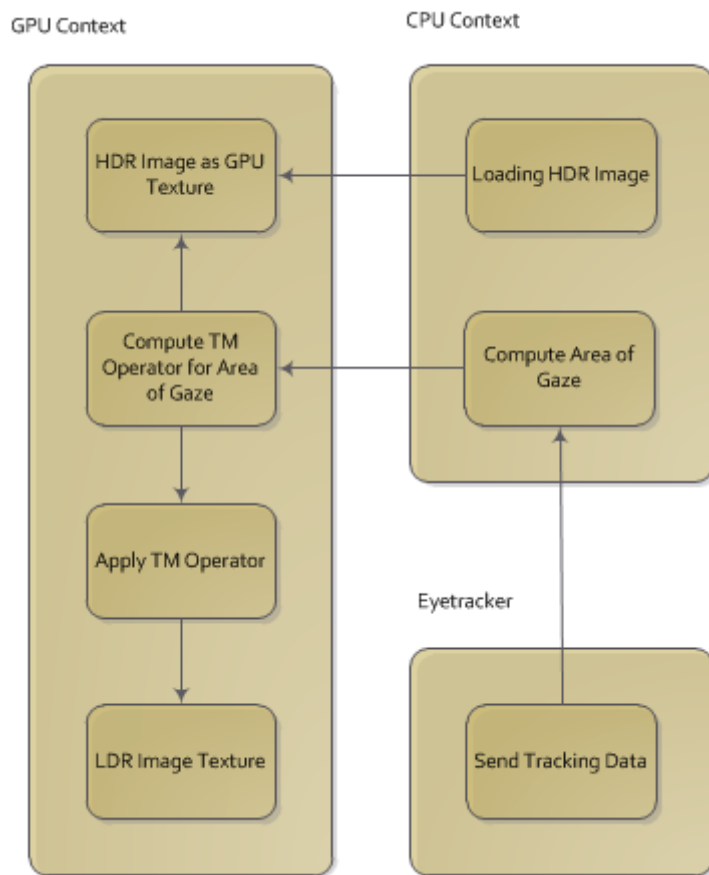 GPU Context
CPU Context
HDR Image as GPU
Texture
Loading HDR Image
Compute TM
Operator for Area
of Gaze
Compute Area of
Gaze
Apply TM Operator
Eyetracker
LDR Image Texture
Send Tracking Data